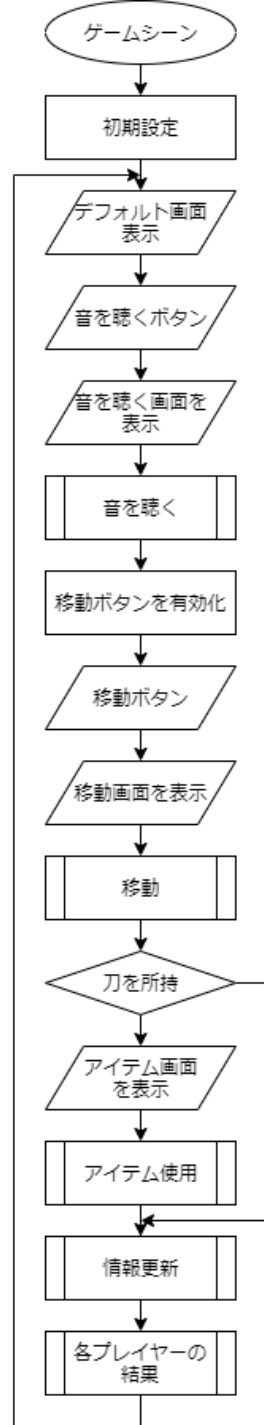 ゲームシーン
初期設定
デフォルト画面
表示
音を聴くボタン
音を聴く画面を
表示
音を聴く
移動ボタンを有効化
移動ボタン
移動画面を表示
移動
刀を所持
アイテム画面
を表示
アイテム使用
情報更新
各プレイヤーの
結果